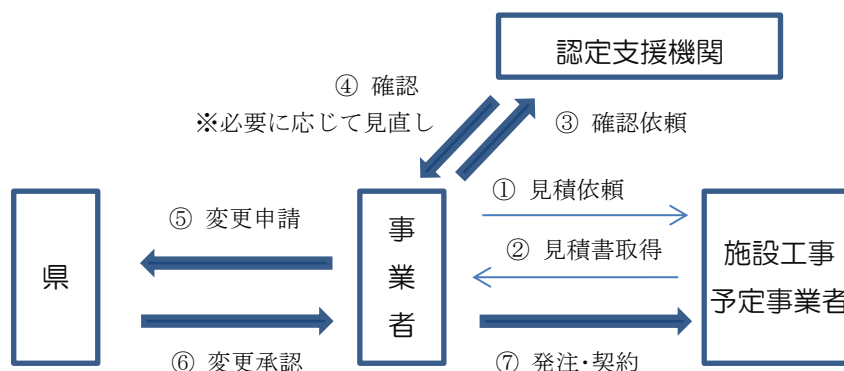 認定支援機関
④ 確認
※必要に応じて見直し
③ 確認依頼
① 見積依頼
⑤ 変更申請
② 見積書取得
県
事業者
施設工事
予定事業者
⑥ 変更承認
⑦ 発注・契約